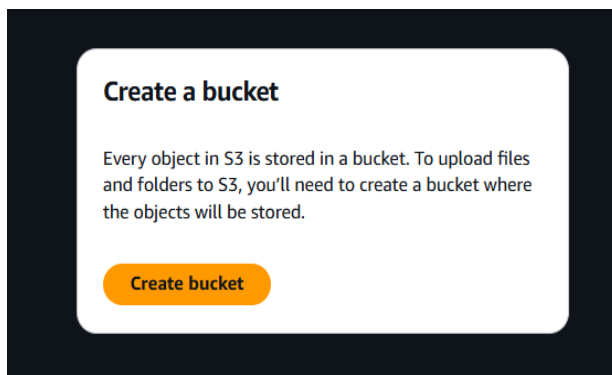 Create a bucket
Every object in S3 is stored in a bucket. To upload files
and folders to S3, you’ll need to create a bucket where
the objects will be stored.
Create bucket